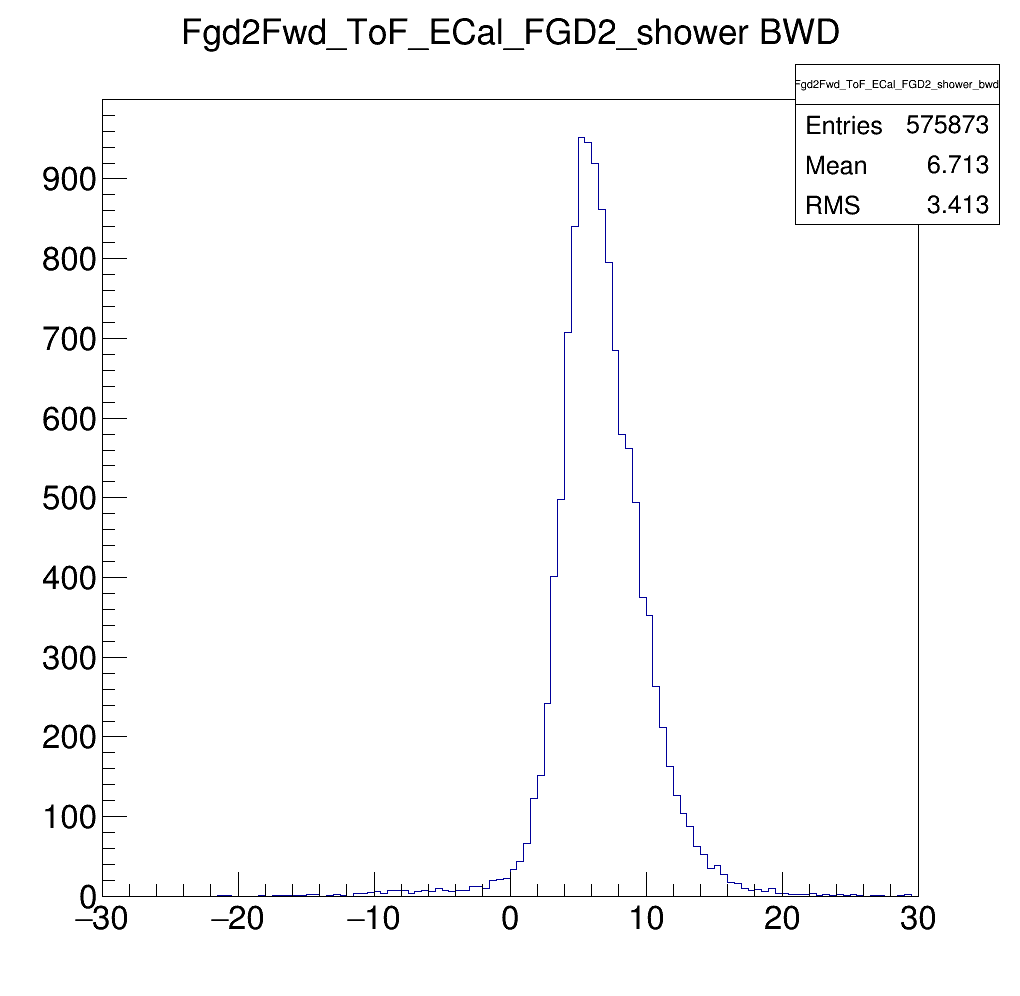 Fgd2Fwd_ToF_ECal_FGD2_shower BWD
Fgd2Fwd_ToF_ECal_FGD2_shower_bwd
Entries 575873
Mean 6.713
RMS 3.413
900
800
700
600
500
400
300
200
100
0
−30 −20 −10 0 10 20 30